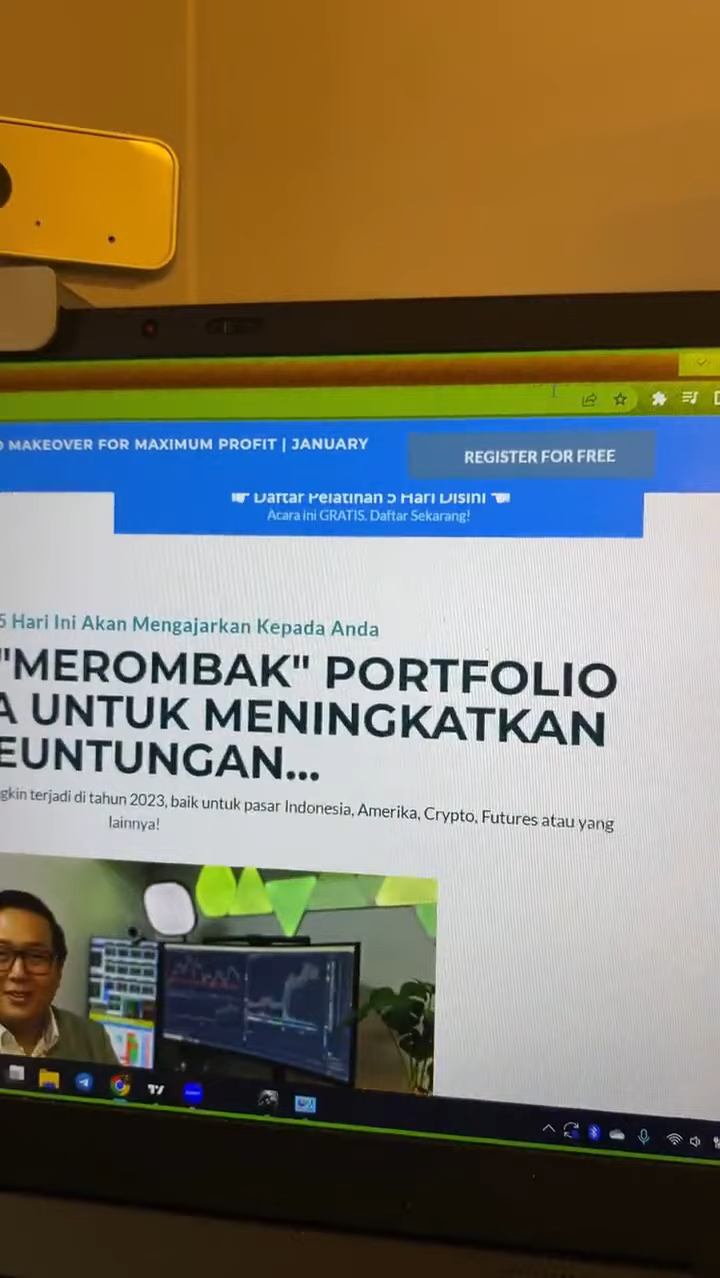 MAKEOVER FOR MAXIMUM PROFIT | JANUARY
REGISTER FOR FREE
Daftar Pelatihan 5 Hari Disini
Acara ini GRATIS. Daftar Sekarang!
5 Hari Ini Akan Mengajarkan Kepada Anda
"MEROMBAK" PORTFOLIO
A UNTUK MENINGKATKAN
EUNTUNGAN...
gkin terjadi di tahun 2023, baik untuk pasar Indonesia, Amerika, Crypto, Futures atau yang
lainnya!